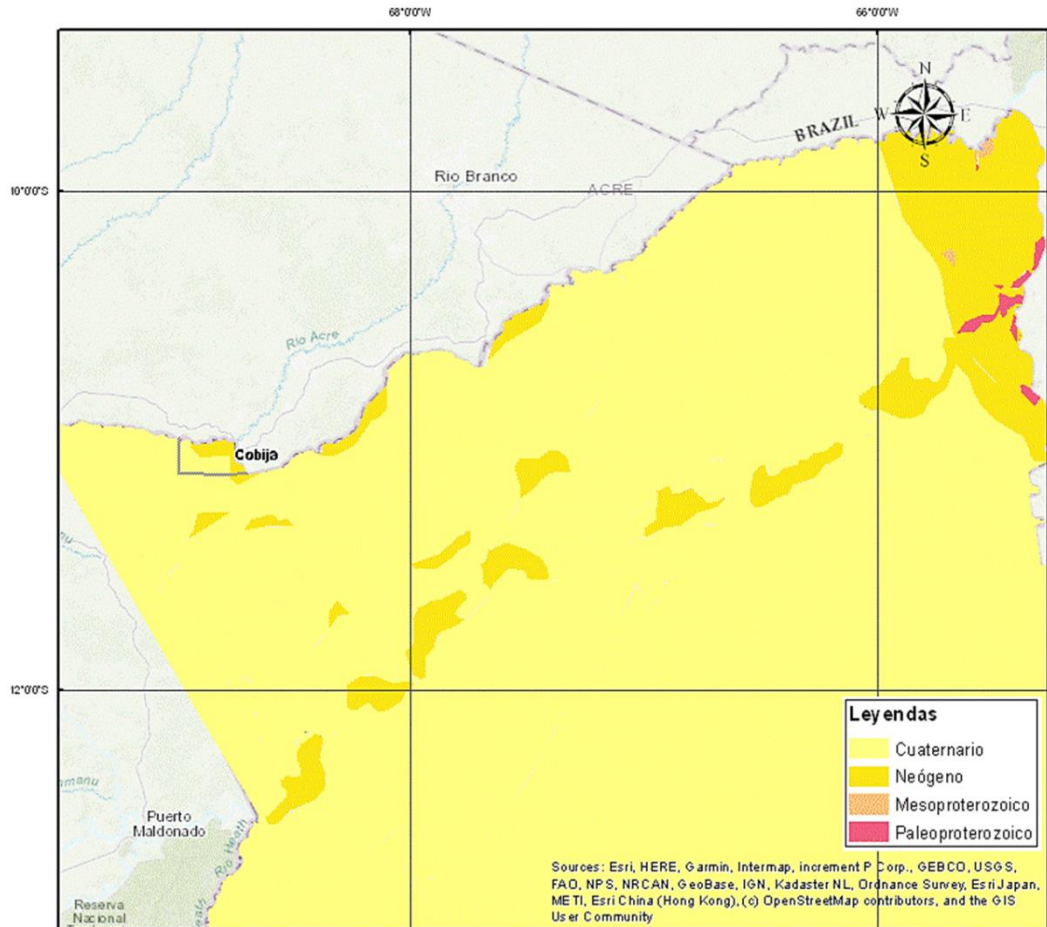 68°0'0"W
66°0'0"W
N
W
E
S
BRAZIL
10°0'0"S
Rio Branco
ACRE
Rio Acre
Cobija
12°0'0"S
Puerto
Maldonado
Rio Heath
Reserva
Nacional
Leyendas
Cuaternario
Neógeno
Mesoproterozoico
Paleoproterozoico
Sources: Esri, HERE, Garmin, Intermap, increment P Corp., GEBCO, USGS,
FAO, NPS, NRCAN, GeoBase, IGN, Kadaster NL, Ordnance Survey, Esri Japan,
METI, Esri China (Hong Kong), (c) OpenStreetMap contributors, and the GIS
User Community